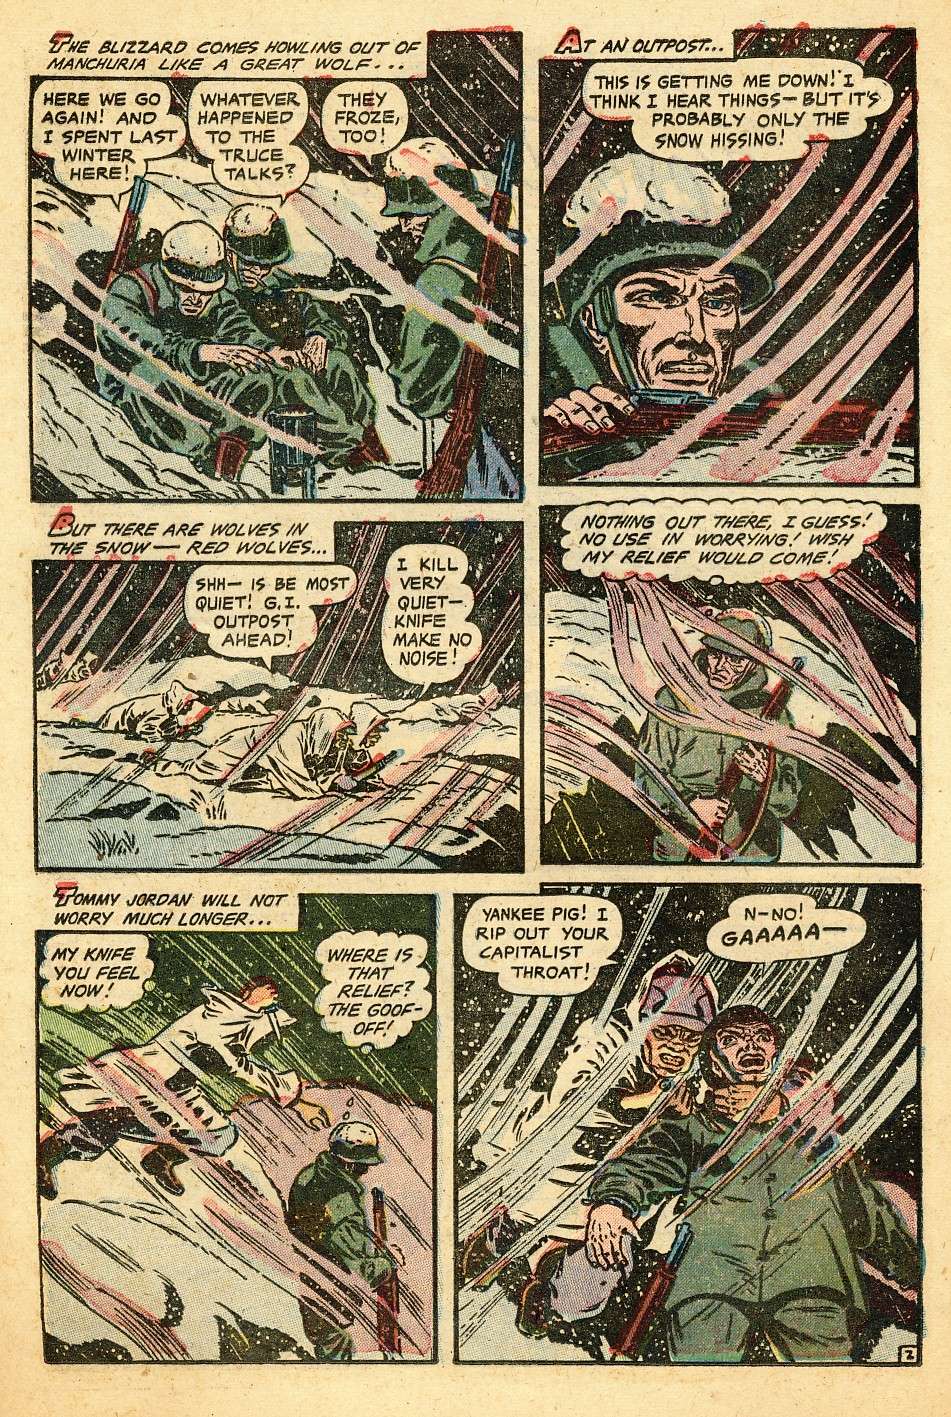 THE BLIZZARD COMES HOWLING OUT OF
MANCHURIA LIKE A GREAT WOLF...
HERE WE GO
AGAIN! AND
I SPENT LAST
WINTER
HERE!
WHATEVER
HAPPENED
TO THE
TRUCE
TALKS?
THEY
FROZE,
TOO!
AT AN OUTPOST...
THIS IS GETTING ME DOWN! I
THINK I HEAR THINGS— BUT IT'S
PROBABLY ONLY THE
SNOW HISSING!
BUT THERE ARE WOLVES IN
THE SNOW— RED WOLVES...
SHH— IS BE MOST
QUIET! G.I.
OUTPOST
AHEAD!
I KILL
VERY
QUIET—
KNIFE
MAKE NO
NOISE!
NOTHING OUT THERE, I GUESS!
NO USE IN WORRYING! WISH
MY RELIEF WOULD COME!
TOMMY JORDAN WILL NOT
WORRY MUCH LONGER...
MY KNIFE
YOU FEEL
NOW!
WHERE IS
THAT
RELIEF?
THE GOOF-
OFF!
YANKEE PIG! I
RIP OUT YOUR
CAPITALIST
THROAT!
N-NO!
GAAAAA—
2